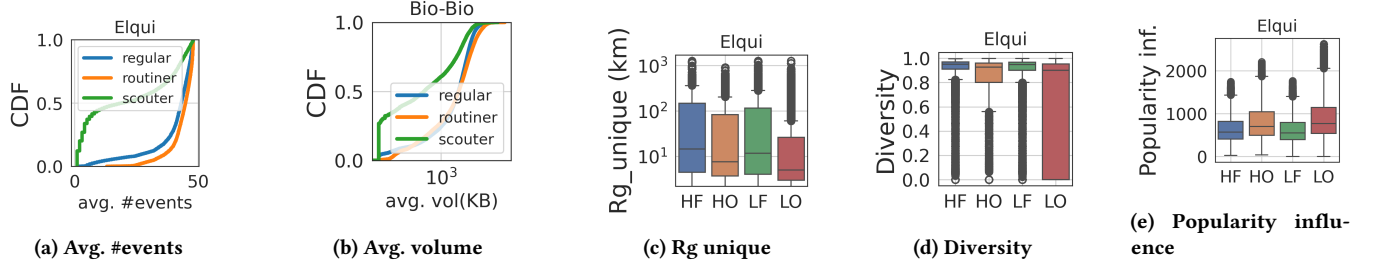 Elqui
1.0
0.5
0.0
CDF
regular
routiner
scouter
0
50
avg. #events
(a) Avg. #events
Bio-Bio
1.0
0.5
0.0
CDF
regular
routiner
scouter
10³
avg. vol(KB)
(b) Avg. volume
Elqui
10³
10²
10¹
Rg_unique (km)
HF HO LF LO
(c) Rg unique
Elqui
1.0
0.8
0.6
0.4
0.2
0.0
Diversity
HF HO LF LO
(d) Diversity
Elqui
2000
1000
0
Popularity inf.
HF HO LF LO
(e) Popularity influ-
ence